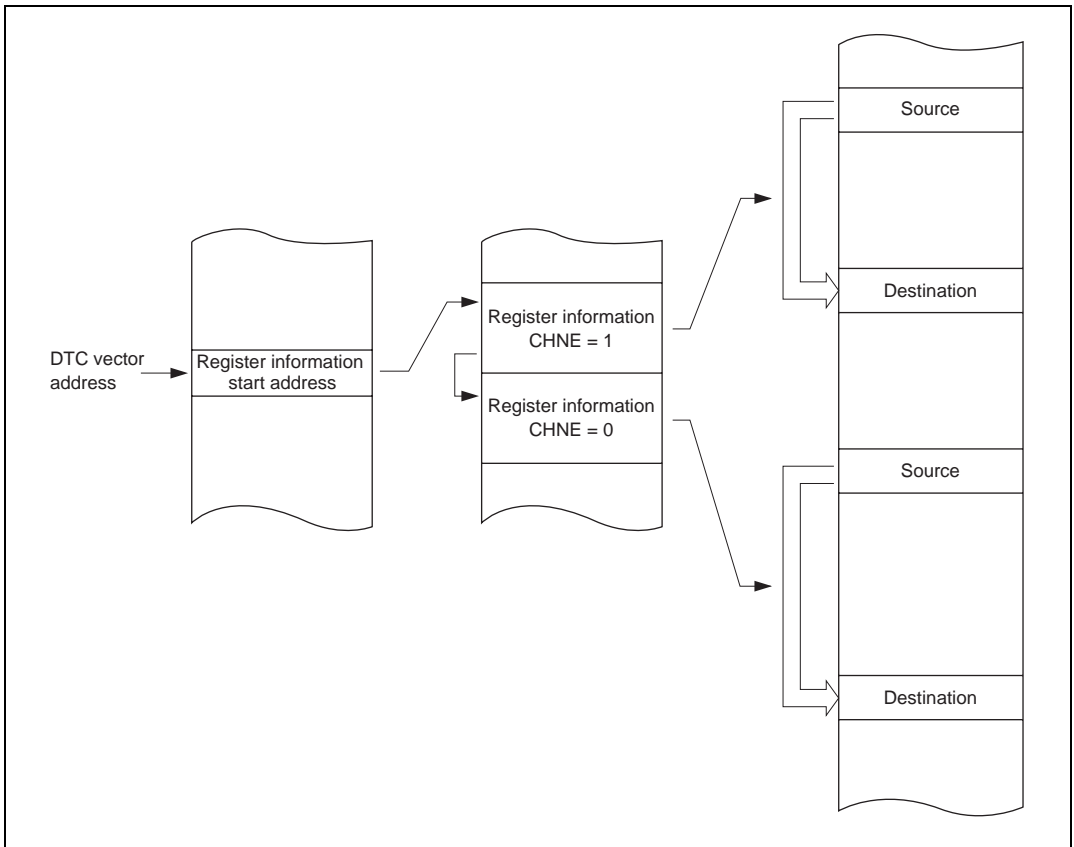 DTC vector
address
Register information
start address
Register information
CHNE = 1
Register information
CHNE = 0
Source
Destination
Source
Destination